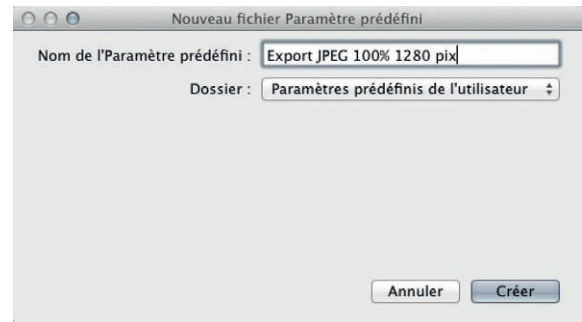 Nouveau fichier Paramètre prédéfini
Nom de l'Paramètre prédéfini : Export JPEG 100% 1280 pix
Dossier : Paramètres prédéfinis de l'utilisateur
Annuler Créer